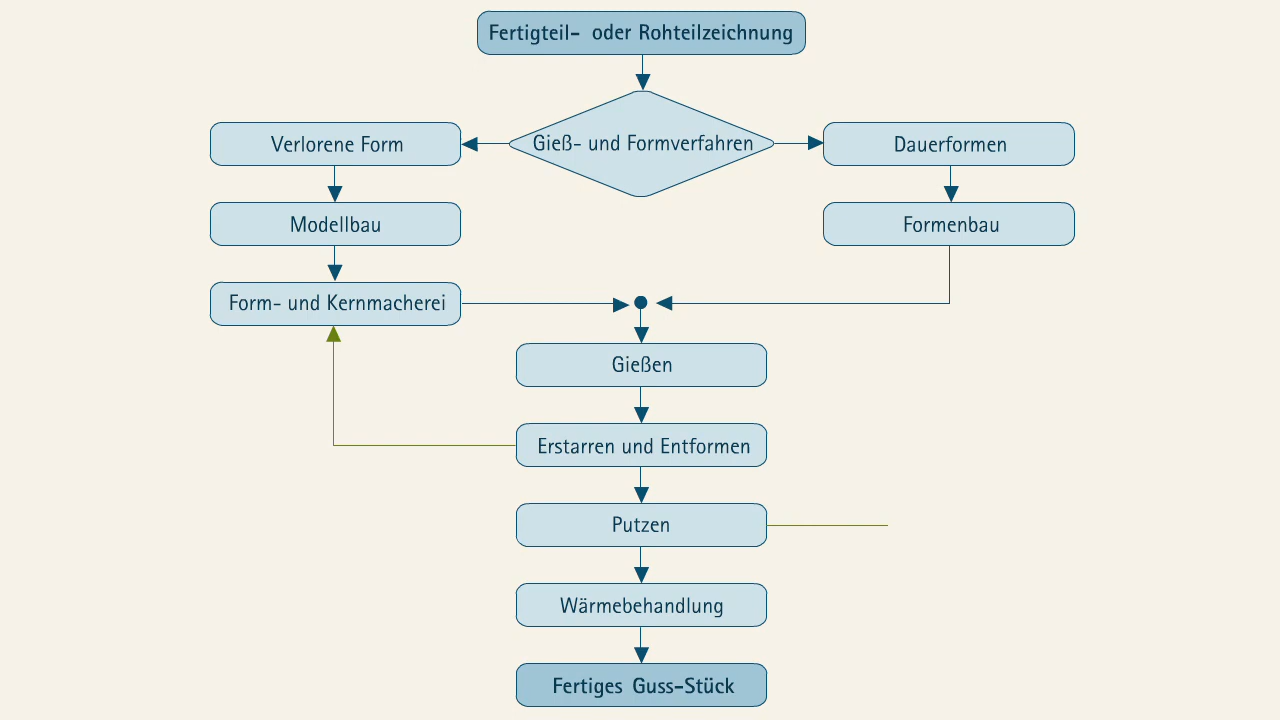 Fertigteil- oder Rohteilzeichnung
Verlorene Form
Gieß- und Formverfahren
Dauerformen
Modellbau
Formenbau
Form- und Kernmacherei
Gießen
Erstarren und Entformen
Putzen
Wärmebehandlung
Fertiges Guss-Stück